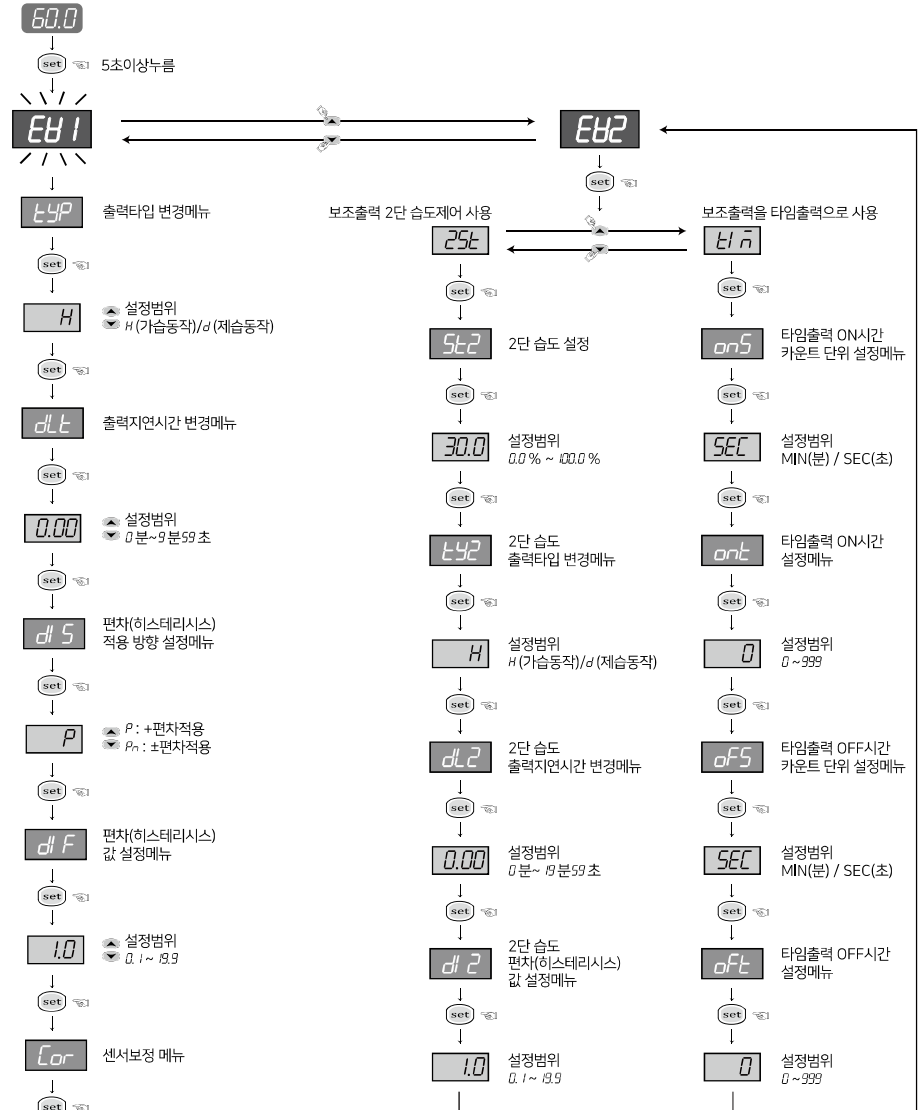 60.0
set
5초이상누름
EU1
EU2
set
tYP
출력타입 변경메뉴
보조출력 2단 습도제어 사용
보조출력을 타임출력으로 사용
2St
tIm
set
set
set
H
설정범위
H(가습동작)/d(제습동작)
St2
2단 습도 설정
onS
타임출력 ON시간
카운트 단위 설정메뉴
set
set
set
dLt
출력지연시간 변경메뉴
30.0
설정범위
0.0 % ~ 100.0 %
SEC
설정범위
MIN(분) / SEC(초)
set
set
set
0.00
설정범위
0분~9분59초
tY2
2단 습도
출력타입 변경메뉴
ont
타임출력 ON시간
설정메뉴
set
set
set
dIS
편차(히스테리시스)
적용 방향 설정메뉴
H
설정범위
H(가습동작)/d(제습동작)
0
설정범위
0~999
set
set
set
P
P : +편차적용
Pn : ±편차적용
dL2
2단 습도
출력지연시간 변경메뉴
oFS
타임출력 OFF시간
카운트 단위 설정메뉴
set
set
set
dIF
편차(히스테리시스)
값 설정메뉴
0.00
설정범위
0분~ 19분59초
SEC
설정범위
MIN(분) / SEC(초)
set
set
set
1.0
설정범위
0.1~19.9
dI2
2단 습도
편차(히스테리시스)
값 설정메뉴
oFt
타임출력 OFF시간
설정메뉴
set
set
set
Cor
센서보정 메뉴
1.0
설정범위
0.1~19.9
0
설정범위
0~999
set